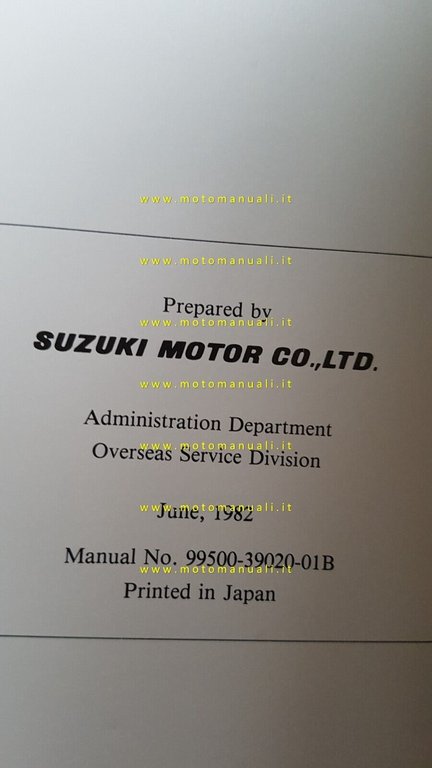 www.motomanuali.it
www.motomanuali.it
Prepared by
www.motomanuali.it
SUZUKI MOTOR CO.,LTD.
www.motomanuali.it
Administration Department
www.motomanuali.it
Overseas Service Division
www.motomanuali.it
June, 1982
Manual No. 99500-39020-01B
www.motomanuali.it
Printed in Japan